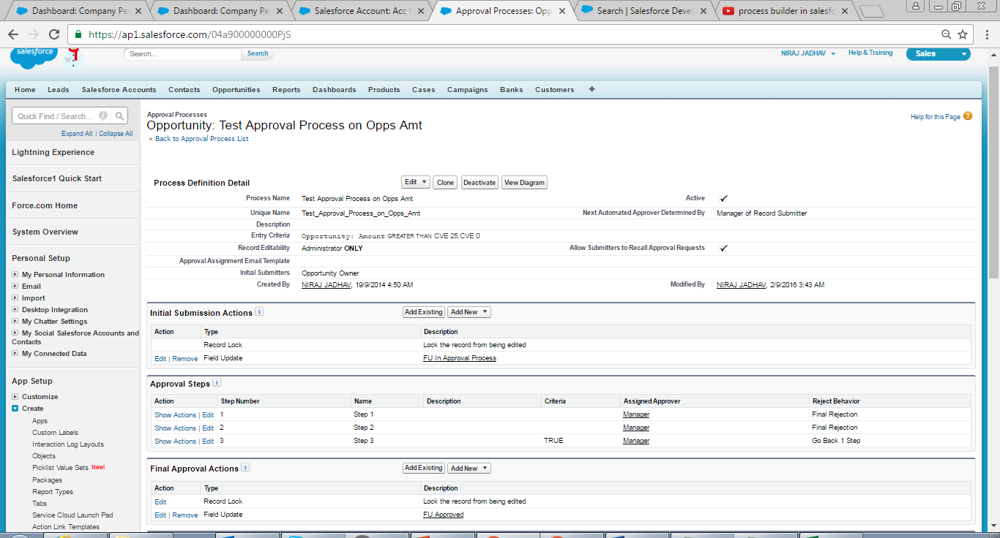 Dashboard: Company Pe
Dashboard: Company Pe
Salesforce Account: Acc N
Approval Processes: Opp
Search | Salesforce Devel
process builder in salesfo
https://ap1.salesforce.com/04a900000000PjS
salesforce
'17
Search...
Search
NIRAJ JADHAV
Help & Training
Sales
Home Leads Salesforce Accounts Contacts Opportunities Reports Dashboards Products Cases Campaigns Banks Customers +
Quick Find / Search...
Expand All | Collapse All
Lightning Experience
Salesforce1 Quick Start
Force.com Home
System Overview
Personal Setup
My Personal Information
Email
Import
Desktop Integration
My Chatter Settings
My Social Salesforce Accounts and
Contacts
My Connected Data
App Setup
Customize
Create
Apps
Custom Labels
Interaction Log Layouts
Objects
Picklist Value Sets New!
Packages
Report Types
Tabs
Service Cloud Launch Pad
Action Link Templates
Approval Processes
Opportunity: Test Approval Process on Opps Amt
« Back to Approval Process List
Help for this Page ?
Process Definition Detail
Edit Clone Deactivate View Diagram
Process Name Test Approval Process on Opps Amt Active
Unique Name Test_Approval_Process_on_Opps_Amt Next Automated Approver Determined By Manager of Record Submitter
Description
Entry Criteria Opportunity: Amount GREATER THAN CVE 25,CVE 0
Record Editability Administrator ONLY Allow Submitters to Recall Approval Requests
Approval Assignment Email Template
Initial Submitters Opportunity Owner
Created By NIRAJ JADHAV, 19/9/2014 4:50 AM Modified By NIRAJ JADHAV, 2/9/2016 3:43 AM
Initial Submission Actions i Add Existing Add New
Action Type Description
Record Lock Lock the record from being edited
Edit | Remove Field Update FU In Approval Process
Approval Steps i
Action Step Number Name Description Criteria Assigned Approver Reject Behavior
Show Actions | Edit 1 Step 1 Manager Final Rejection
Show Actions | Edit 2 Step 2 Manager Final Rejection
Show Actions | Edit 3 Step 3 TRUE Manager Go Back 1 Step
Final Approval Actions i Add Existing Add New
Action Type Description
Edit Record Lock Lock the record from being edited
Edit | Remove Field Update FU Approved